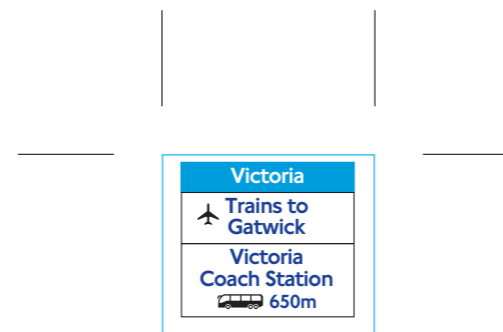 Victoria
Trains to
Gatwick
Victoria
Coach Station
650m